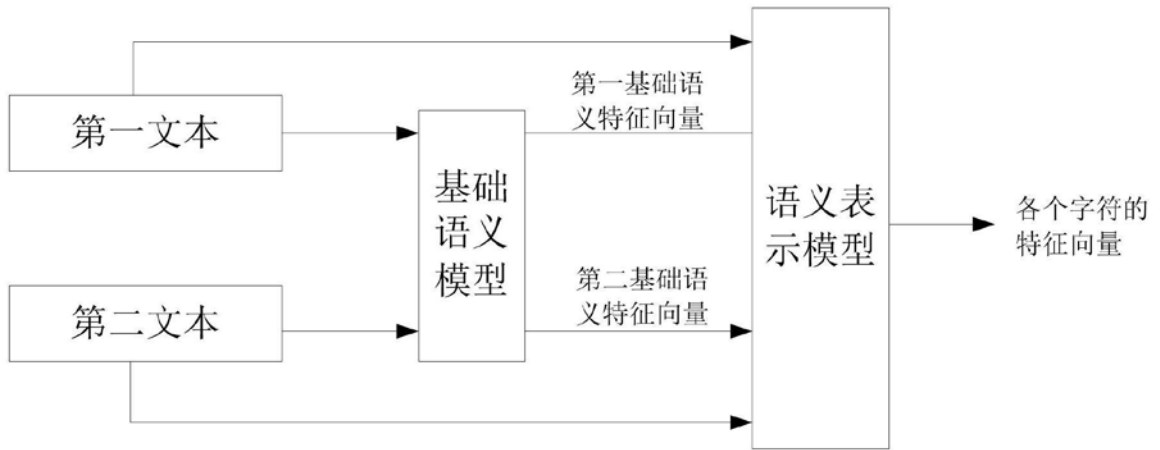 第一文本
第一基础语
义特征向量
基础
语义
模型
语义表
示模型
各个字符的
特征向量
第二文本
第二基础语
义特征向量